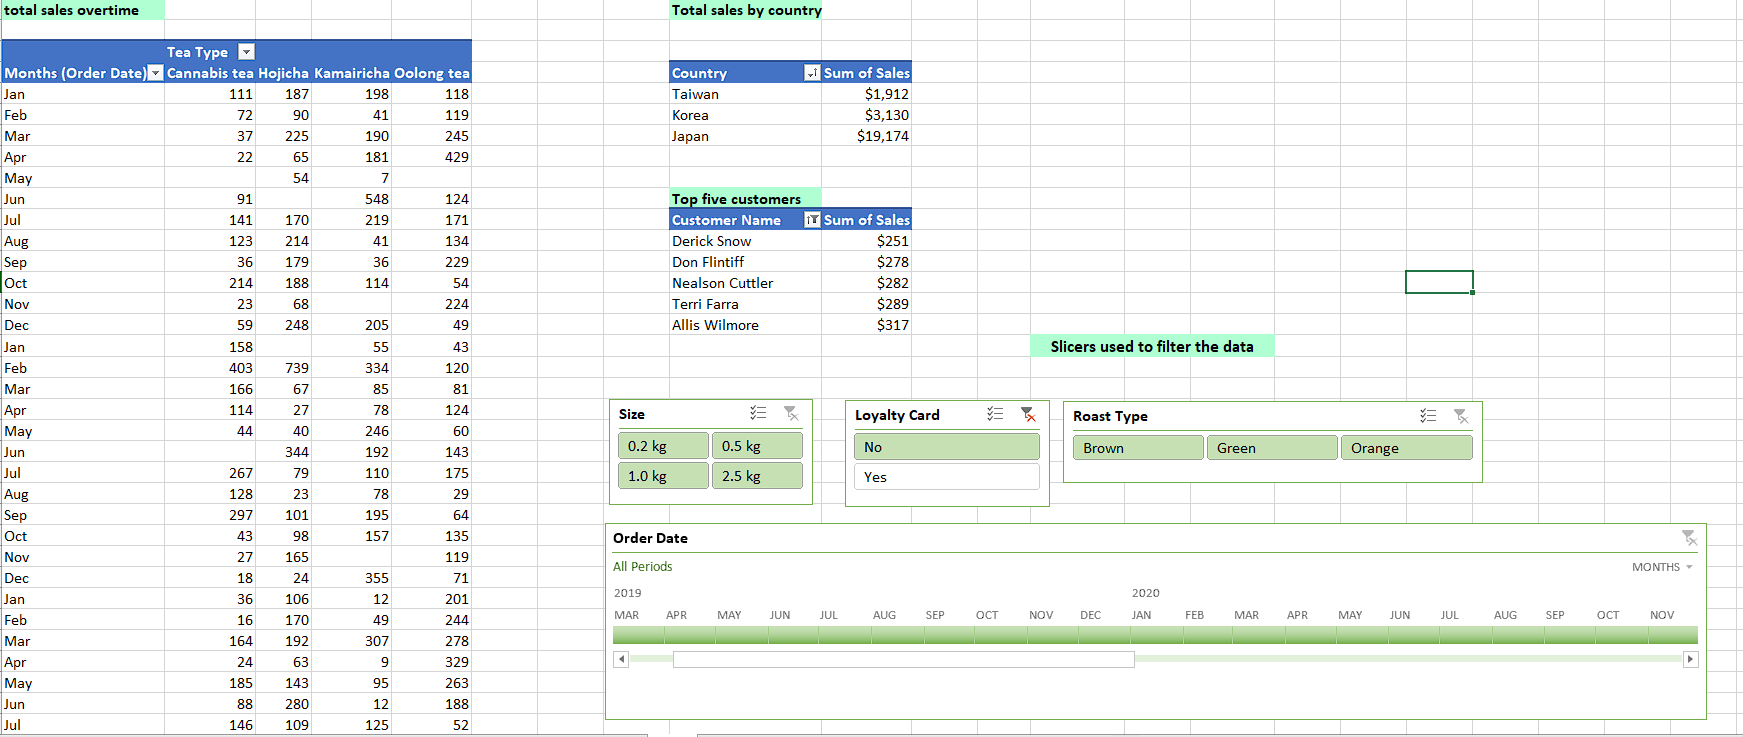 total sales overtime
Tea Type
Months (Order Date) Cannabis tea Hojicha Kamairicha Oolong tea
Jan 111 187 198 118
Feb 72 90 41 119
Mar 37 225 190 245
Apr 22 65 181 429
May 54 7
Jun 91 548 124
Jul 141 170 219 171
Aug 123 214 41 134
Sep 36 179 36 229
Oct 214 188 114 54
Nov 23 68 224
Dec 59 248 205 49
Jan 158 55 43
Feb 403 739 334 120
Mar 166 67 85 81
Apr 114 27 78 124
May 44 40 246 60
Jun 344 192 143
Jul 267 79 110 175
Aug 128 23 78 29
Sep 297 101 195 64
Oct 43 98 157 135
Nov 27 165 119
Dec 18 24 355 71
Jan 36 106 12 201
Feb 16 170 49 244
Mar 164 192 307 278
Apr 24 63 9 329
May 185 143 95 263
Jun 88 280 12 188
Jul 146 109 125 52
Total sales by country
Country Sum of Sales
Taiwan $1,912
Korea $3,130
Japan $19,174
Top five customers
Customer Name Sum of Sales
Derick Snow $251
Don Flintiff $278
Nealson Cuttler $282
Terri Farra $289
Allis Wilmore $317
Slicers used to filter the data
Size
0.2 kg 0.5 kg
1.0 kg 2.5 kg
Loyalty Card
No
Yes
Roast Type
Brown Green Orange
Order Date
All Periods MONTHS
2019 2020
MAR APR MAY JUN JUL AUG SEP OCT NOV DEC JAN FEB MAR APR MAY JUN JUL AUG SEP OCT NOV